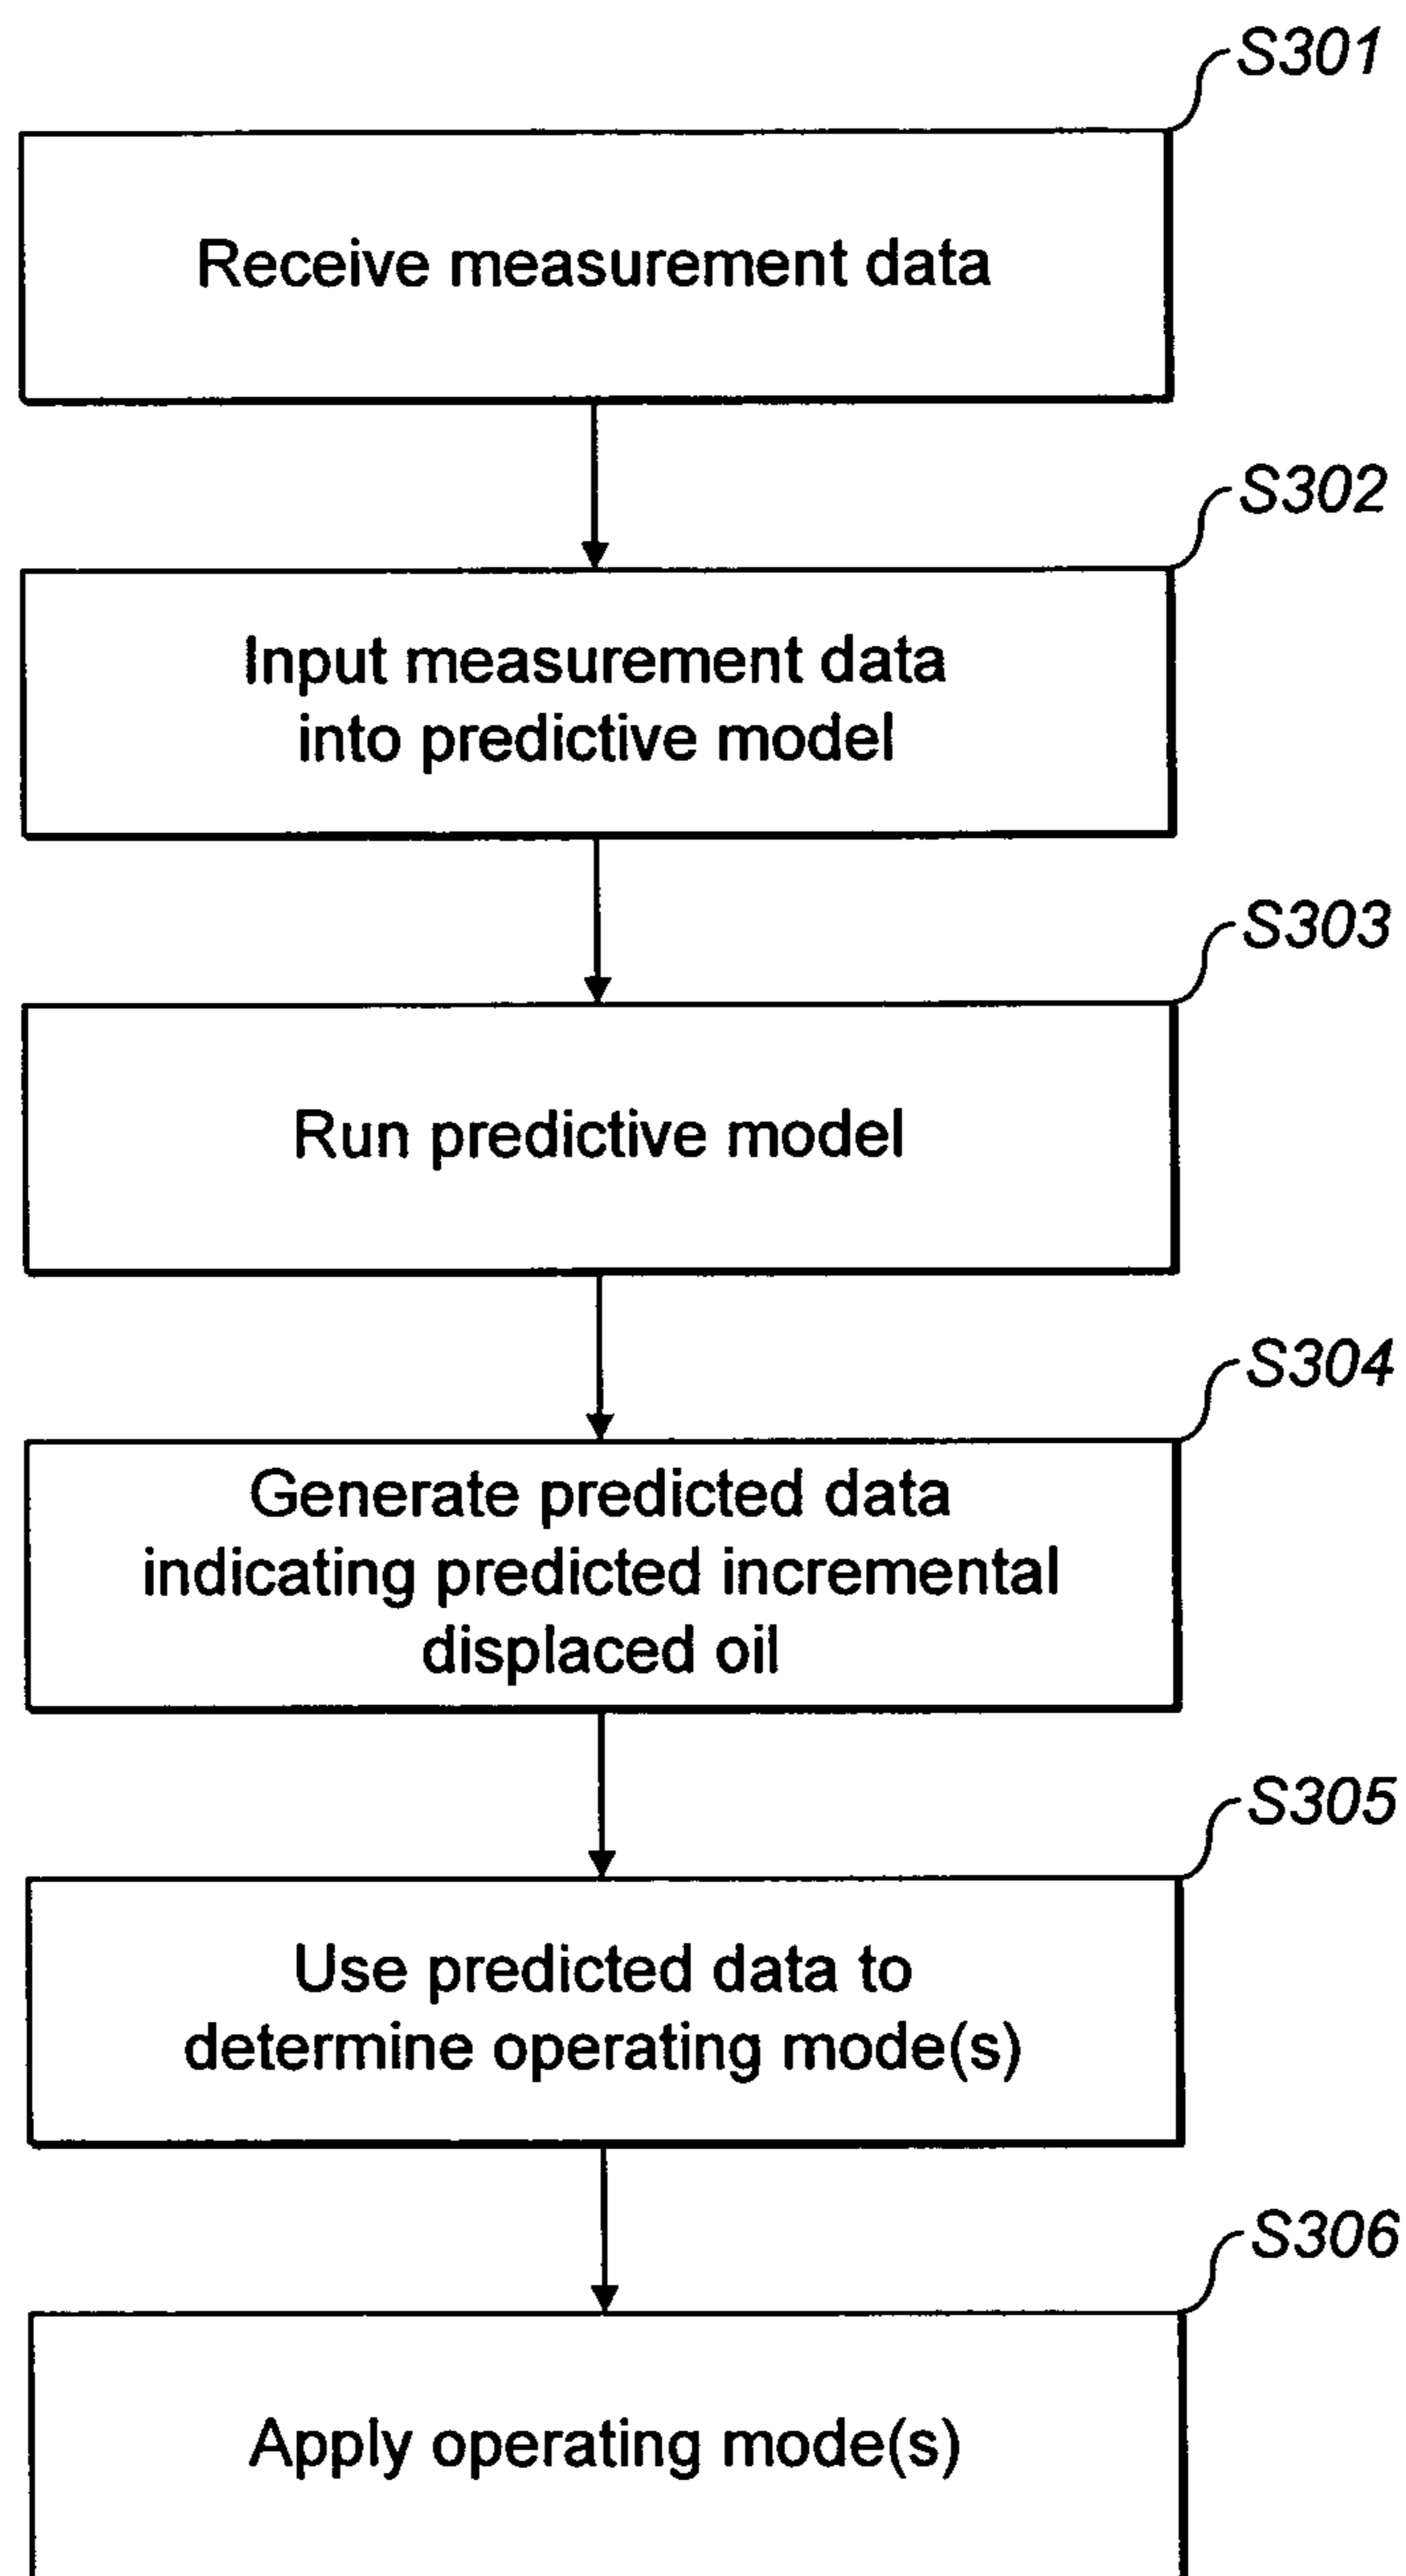 S301
Receive measurement data
S302
Input measurement data
into predictive model
S303
Run predictive model
S304
Generate predicted data
indicating predicted incremental
displaced oil
S305
Use predicted data to
determine operating mode(s)
S306
Apply operating mode(s)